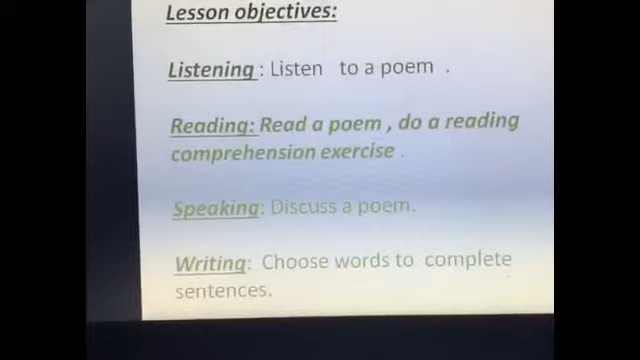 Lesson objectives:
Listening : Listen to a poem .
Reading: Read a poem , do a reading
comprehension exercise .
Speaking: Discuss a poem.
Writing: Choose words to complete
sentences.